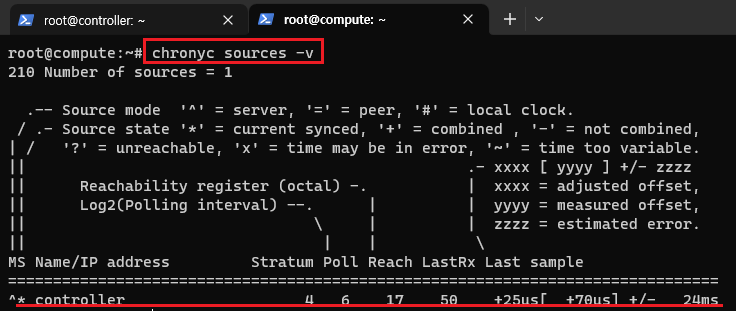 root@controller: ~
root@compute: ~
root@compute:~# chronyc sources -v
210 Number of sources = 1
  .-- Source mode  '^' = server, '=' = peer, '#' = local clock.
 / .- Source state '*' = current synced, '+' = combined , '-' = not combined,
| /   '?' = unreachable, 'x' = time may be in error, '~' = time too variable.
||                                                 .- xxxx [ yyyy ] +/- zzzz
||      Reachability register (octal) -.           |  xxxx = adjusted offset,
||      Log2(Polling interval) --.      |          |  yyyy = measured offset,
||                                \     |          |  zzzz = estimated error.
||                                 |    |           \
MS Name/IP address         Stratum Poll Reach LastRx Last sample
===============================================================================
^* controller                    4   6    17    50    +25us[  +70us] +/-   24ms